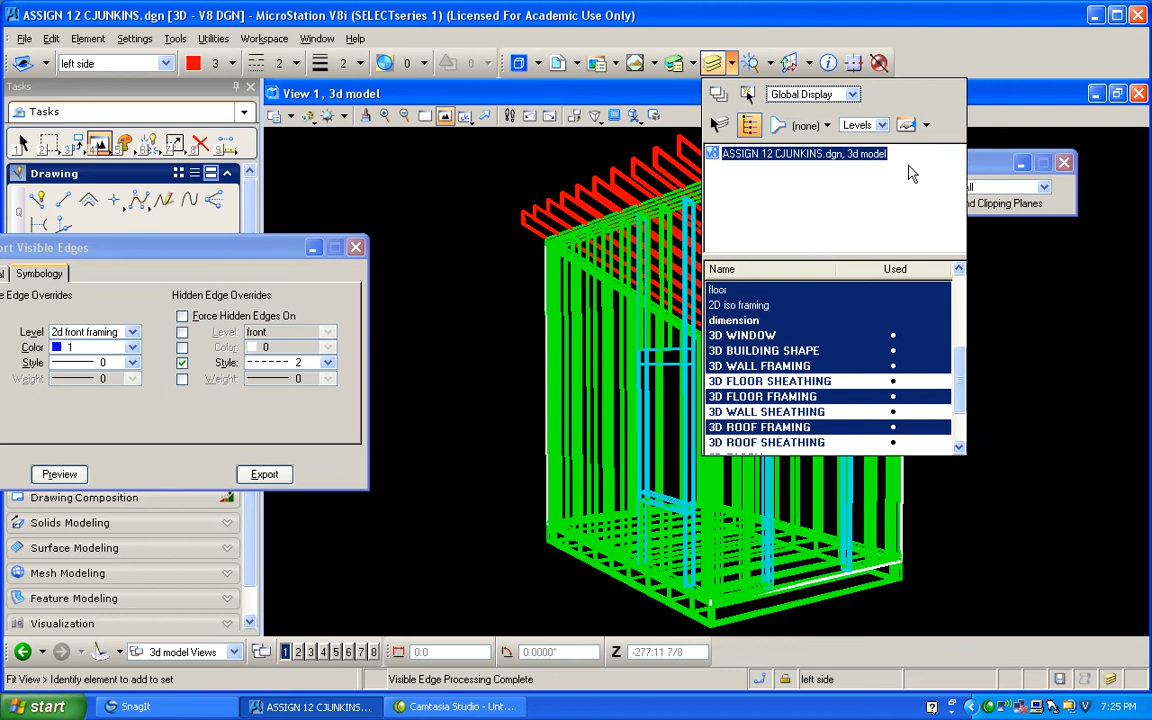 ASSIGN 12 CJUNKINS.dgn [3D - V8 DGN] - MicroStation V8i (SELECTseries 1) (Licensed For Academic Use Only)
File Edit Element Settings Tools Utilities Workspace Window Help
left side 3 2 2 0 0
Tasks
Tasks
View 1, 3d model
Global Display
(none) Levels
ASSIGN 12 CJUNKINS.dgn, 3d model
Drawing
All
nd Clipping Planes
ort Visible Edges
al Symbology
e Edge Overrides Hidden Edge Overrides
Force Hidden Edges On
Level 2d front framing Level: front
Color 1 Color: 0
Style 0 Style: 2
Weight: 0 Weight: 0
Preview Export
Name Used
floor
2D iso framing
dimension
3D WINDOW
3D BUILDING SHAPE
3D WALL FRAMING
3D FLOOR SHEATHING
3D FLOOR FRAMING
3D WALL SHEATHING
3D ROOF FRAMING
3D ROOF SHEATHING
Drawing Composition
Solids Modeling
Surface Modeling
Mesh Modeling
Feature Modeling
Visualization
3d model Views 1 2 3 4 5 6 7 8 0:0 0.0000° Z -277:11 7/8
Fit View > Identify element to add to set Visible Edge Processing Complete left side
start SnagIt ASSIGN 12 CJUNKINS... Camtasia Studio - Unt... 7:25 PM